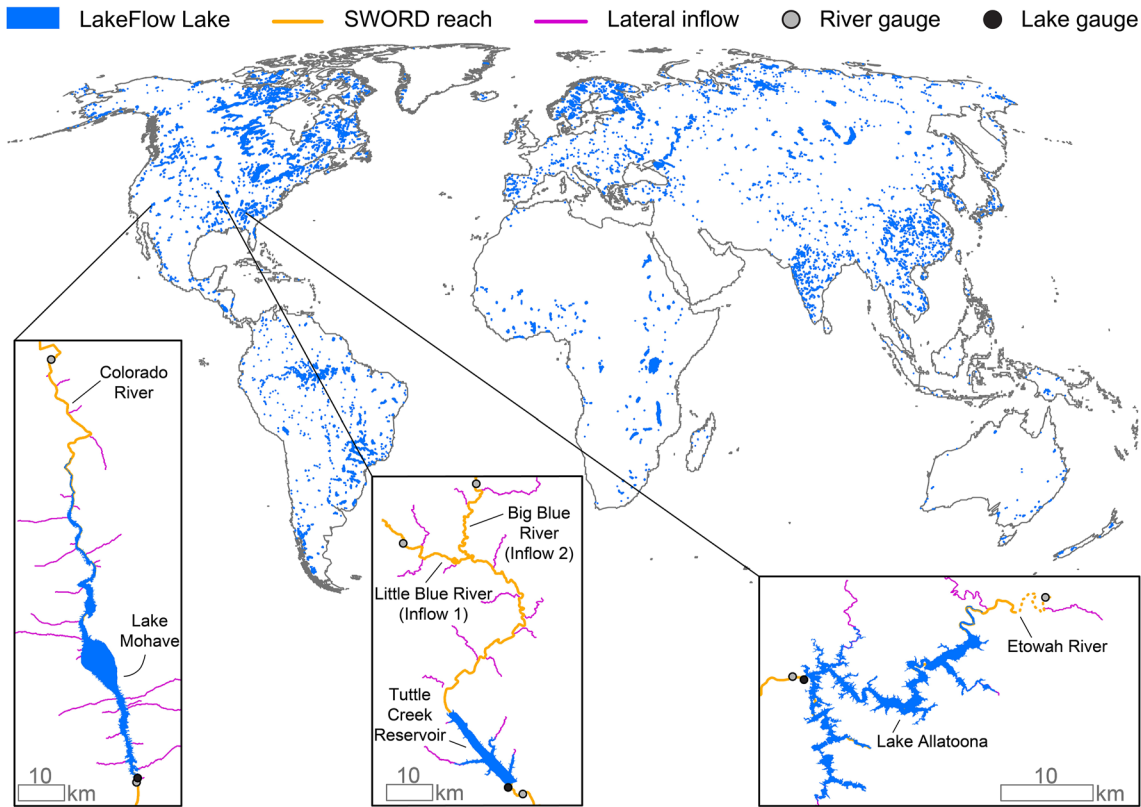 LakeFlow Lake
SWORD reach
Lateral inflow
River gauge
Lake gauge
Colorado
River
Lake
Mohave
10
km
Big Blue
River
(Inflow 2)
Little Blue River
(Inflow 1)
Tuttle
Creek
Reservoir
10
km
Etowah River
Lake Allatoona
10
km